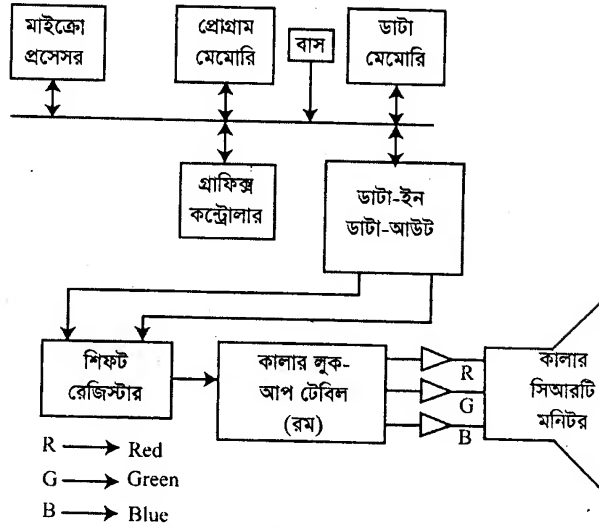 মাইক্রো
প্রসেসর
প্রোগ্রাম
মেমোরি
বাস
ডাটা
মেমোরি
গ্রাফিক্স
কন্ট্রোলার
ডাটা-ইন
ডাটা-আউট
শিফট
রেজিস্টার
কালার লুক-
আপ টেবিল
(রম)
R
G
B
কালার
সিআরটি
মনিটর
R → Red
G → Green
B → Blue